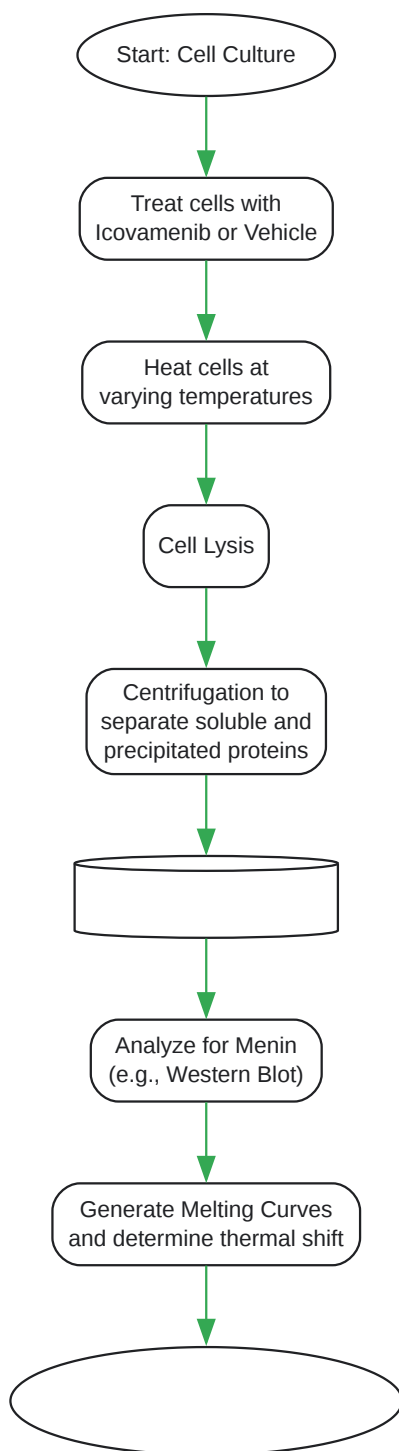 Start: Cell Culture
Treat cells with
Icovamenib or Vehicle
Heat cells at
varying temperatures
Cell Lysis
Centrifugation to
separate soluble and
precipitated proteins
Analyze for Menin
(e.g., Western Blot)
Generate Melting Curves
and determine thermal shift